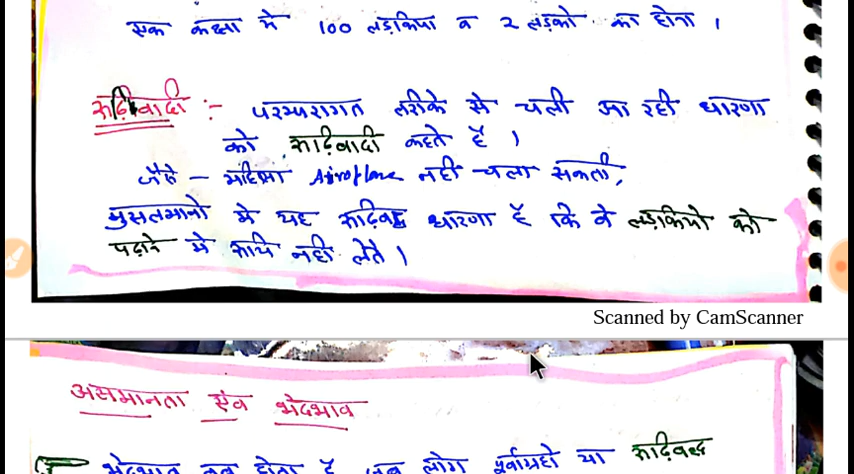 एक कक्षा मे 100 लड़किया व 2 लड़को का होना ।
रूढ़िवादी :- परम्परागत तरीके से चली आ रही धारणा
को रूढ़िवादी कहते है ।
जैसे – महिला Airoplane नही चला सकती,
मुसलमानो मे यह रूढ़िबद्ध धारणा है कि वे लड़कियो को
पढ़ाने मे रूचि नही लेते ।
Scanned by CamScanner
असमानता एंव भेदभाव
भेदभाव तब होता है जब लोग पूर्वाग्रहो या रूढ़िबद्ध